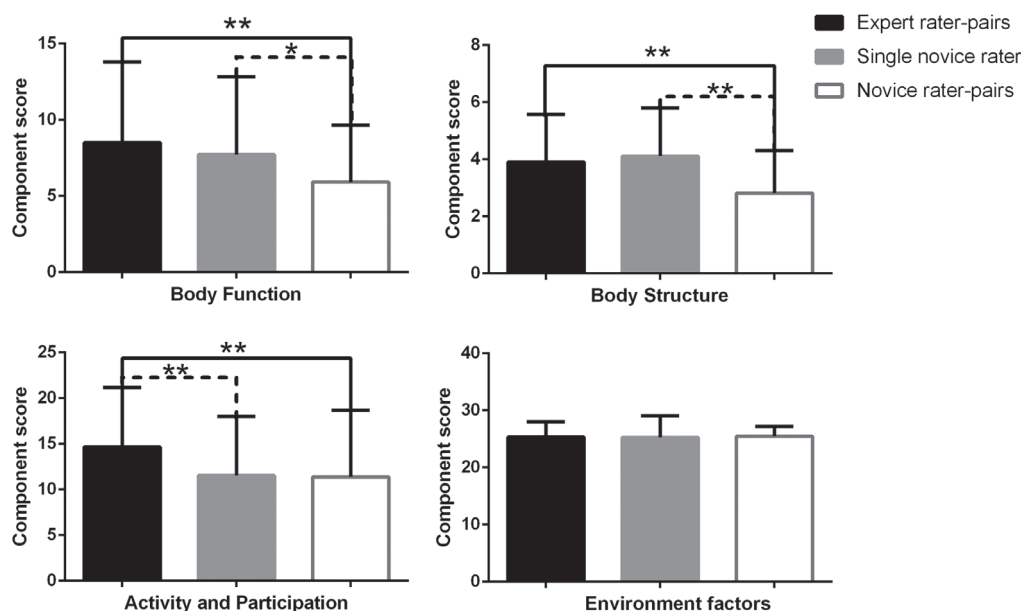 **
*
15
10
5
0
Component score
Body Function
**
**
8
6
4
2
0
Component score
Body Structure
Expert rater-pairs
Single novice rater
Novice rater-pairs
**
**
25
20
15
10
5
0
Component score
Activity and Participation
40
30
20
10
0
Component score
Environment factors